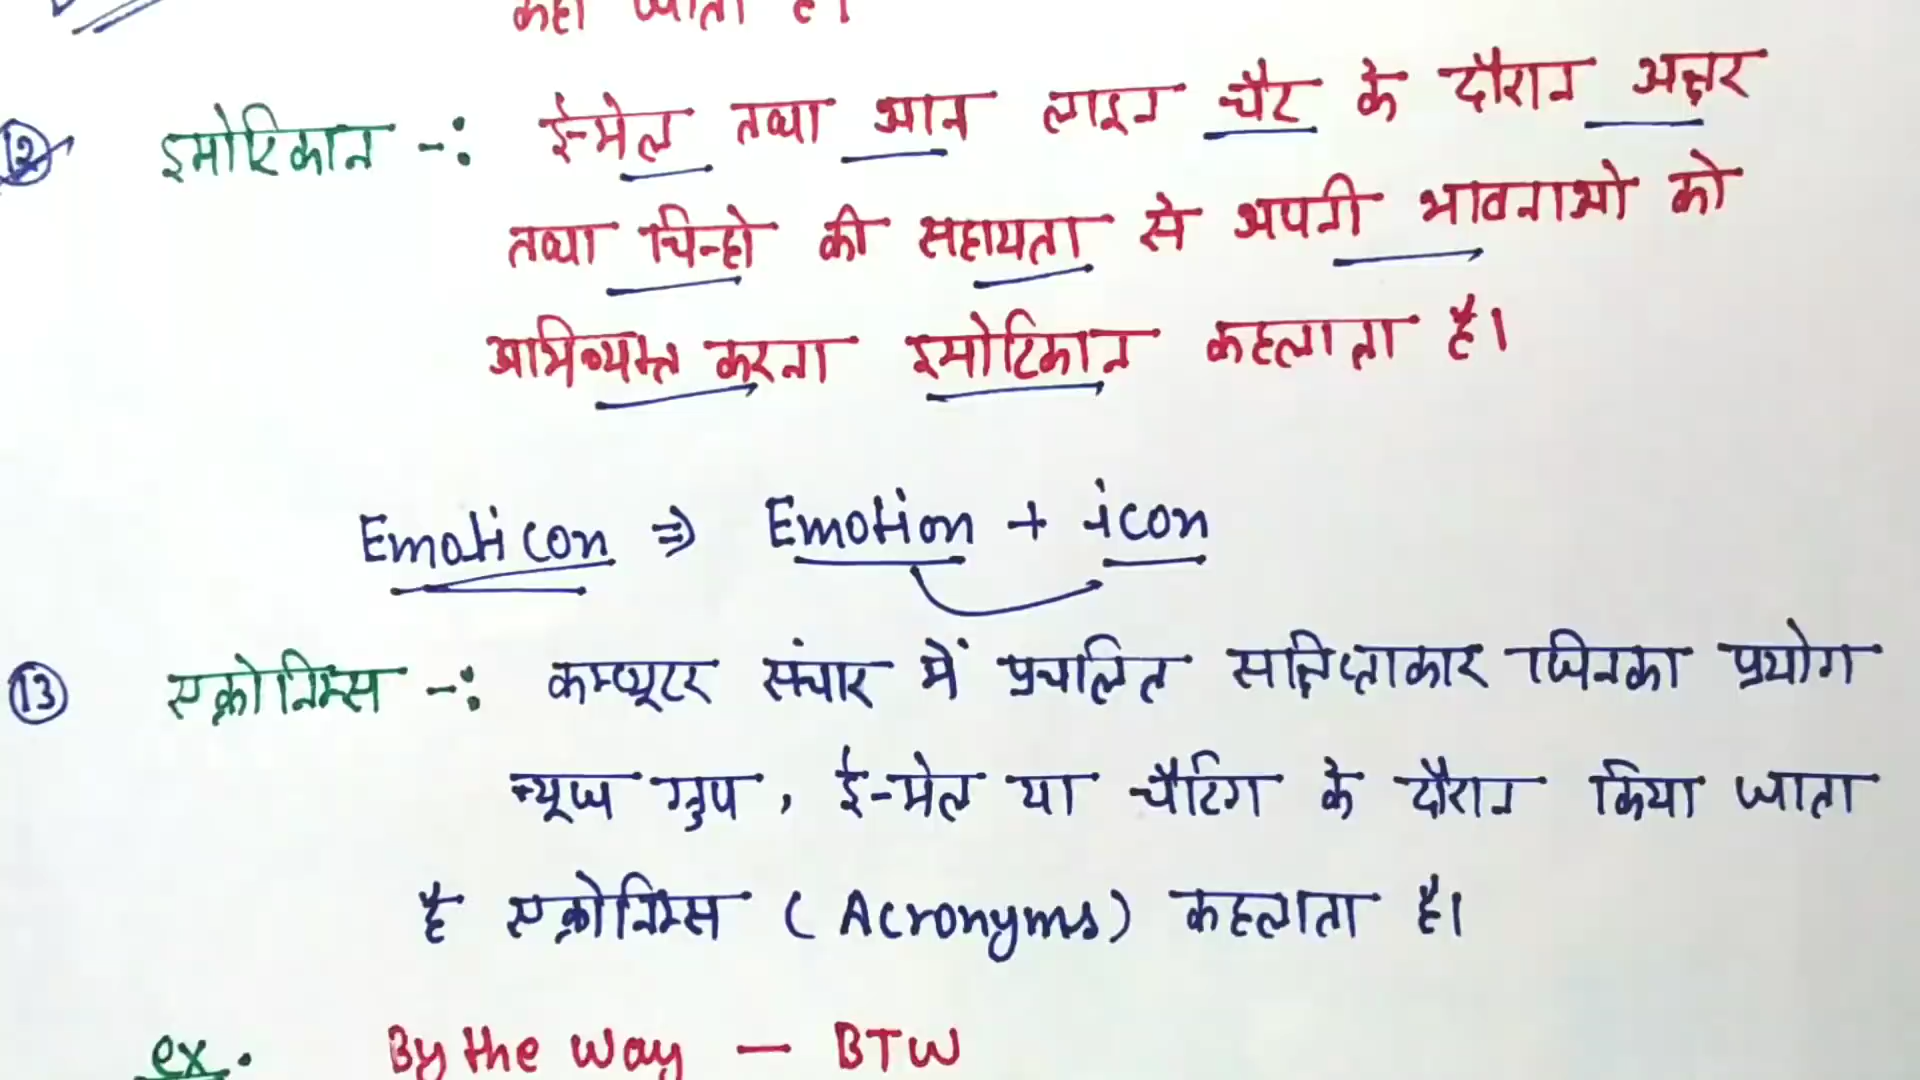 कहा जाता है।
12 इमोटिकान -: ई-मेल तथा आन लाइन चैट के दौरान अक्षर
तथा चिन्हो की सहायता से अपनी भावनाओ को
अभिव्यक्त करना इमोटिकान कहलाता है।
Emoticon ⇒ Emotion + icon
13 एक्रोनिम्स -: कम्प्यूटर संचार में प्रचलित संक्षिप्ताकार जिनका प्रयोग
न्यूज ग्रुप, ई-मेल या चैटिंग के दौरान किया जाता
है एक्रोनिम्स (Acronyms) कहलाता है।
ex. By the way — BTW